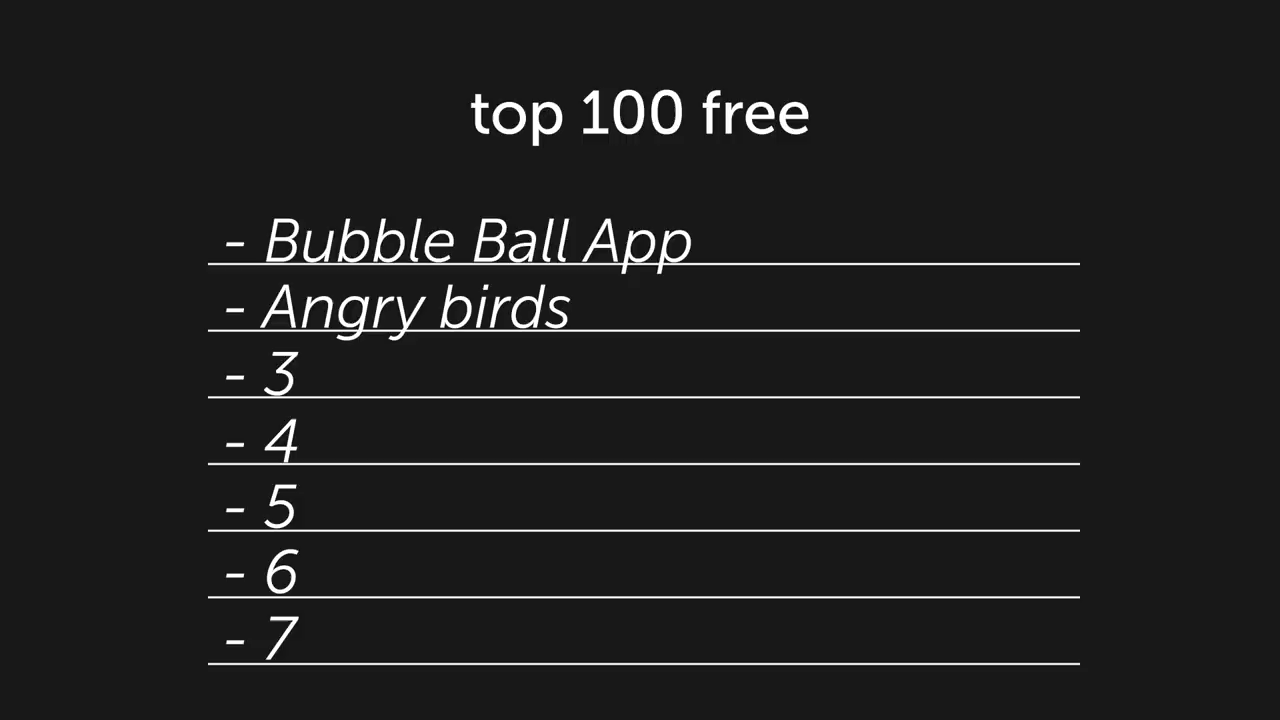 top 100 free
- Bubble Ball App
- Angry birds
- 3
- 4
- 5
- 6
- 7